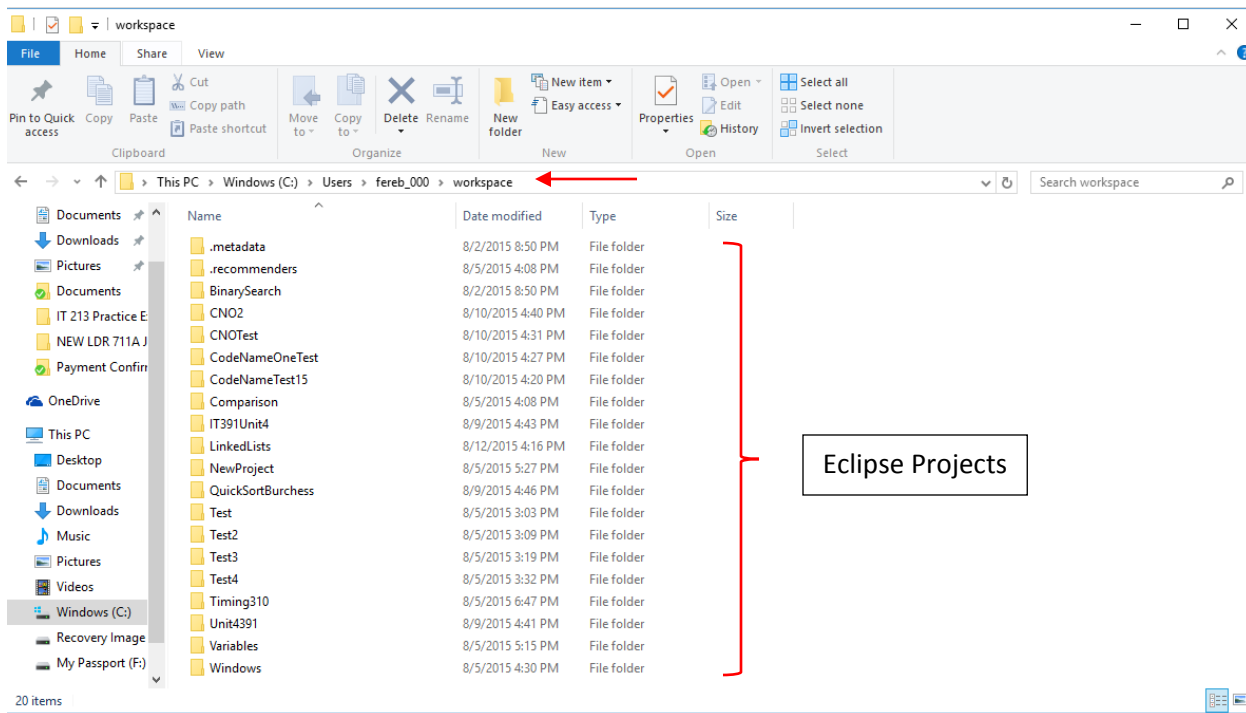 workspace
File Home Share View
Pin to Quick access
Copy
Paste
Cut
Copy path
Paste shortcut
Clipboard
Move to
Copy to
Delete
Rename
Organize
New folder
New item
Easy access
New
Properties
Open
Edit
History
Open
Select all
Select none
Invert selection
Select
This PC > Windows (C:) > Users > fereb_000 > workspace
Search workspace
Documents
Downloads
Pictures
Documents
IT 213 Practice E
NEW LDR 711A J
Payment Confir
OneDrive
This PC
Desktop
Documents
Downloads
Music
Pictures
Videos
Windows (C:)
Recovery Image
My Passport (F:)
Name Date modified Type Size
.metadata 8/2/2015 8:50 PM File folder
.recommenders 8/5/2015 4:08 PM File folder
BinarySearch 8/2/2015 8:50 PM File folder
CNO2 8/10/2015 4:40 PM File folder
CNOTest 8/10/2015 4:31 PM File folder
CodeNameOneTest 8/10/2015 4:27 PM File folder
CodeNameTest15 8/10/2015 4:20 PM File folder
Comparison 8/5/2015 4:08 PM File folder
IT391Unit4 8/9/2015 4:43 PM File folder
LinkedLists 8/12/2015 4:16 PM File folder
NewProject 8/5/2015 5:27 PM File folder
QuickSortBurchess 8/9/2015 4:46 PM File folder
Test 8/5/2015 3:03 PM File folder
Test2 8/5/2015 3:09 PM File folder
Test3 8/5/2015 3:19 PM File folder
Test4 8/5/2015 3:32 PM File folder
Timing310 8/5/2015 6:47 PM File folder
Unit4391 8/9/2015 4:41 PM File folder
Variables 8/5/2015 5:15 PM File folder
Windows 8/5/2015 4:30 PM File folder
Eclipse Projects
20 items